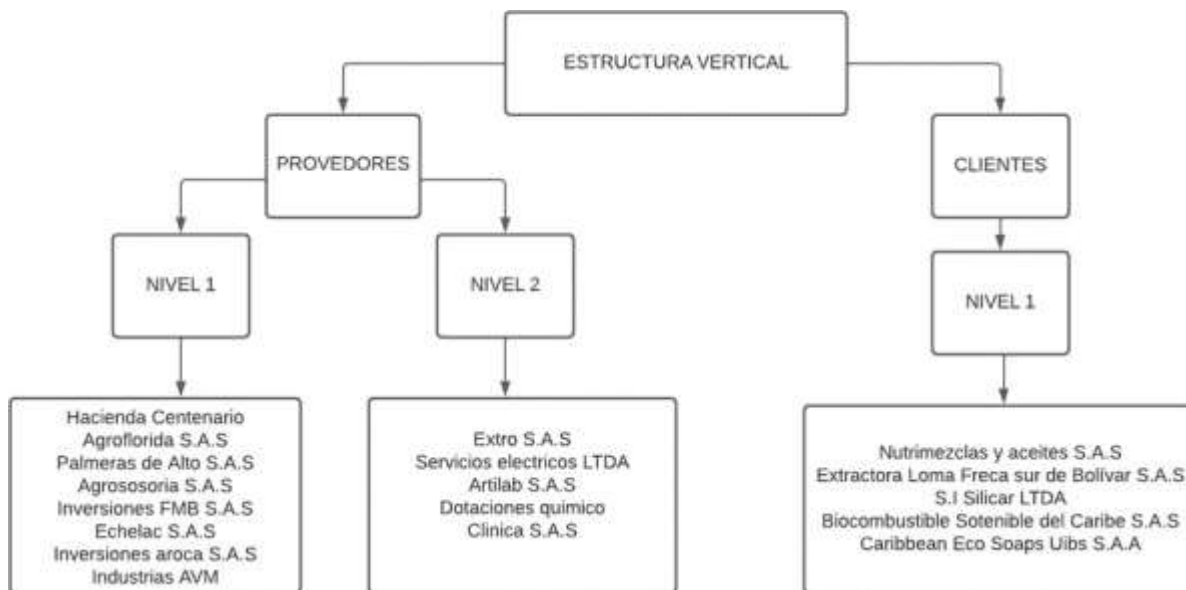 ESTRUCTURA VERTICAL
PROVEDORES
CLIENTES
NIVEL 1
NIVEL 2
NIVEL 1
Hacienda Centenario
Agroflorida S.A.S
Palmeras de Alto S.A.S
Agrososoria S.A.S
Inversiones FMB S.A.S
Echelac S.A.S
Inversiones aroca S.A.S
Industrias AVM
Extro S.A.S
Servicios electricos LTDA
Artilab S.A.S
Dotaciones quimico
Clinica S.A.S
Nutrimezclas y aceites S.A.S
Extractora Loma Freca sur de Bolívar S.A.S
S.I Silicar LTDA
Biocombustible Sotenible del Caribe S.A.S
Caribbean Eco Soaps Uibs S.A.A